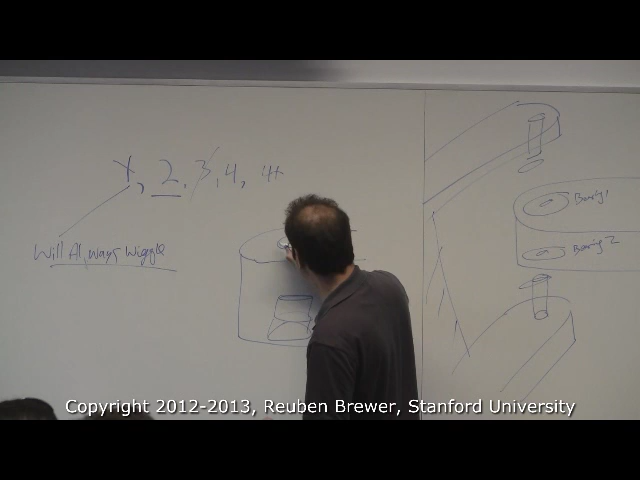 1, 2, 3, 4, 4+
Will Always Wiggle
Bearing 1
Bearing 2
Copyright 2012-2013, Reuben Brewer, Stanford University